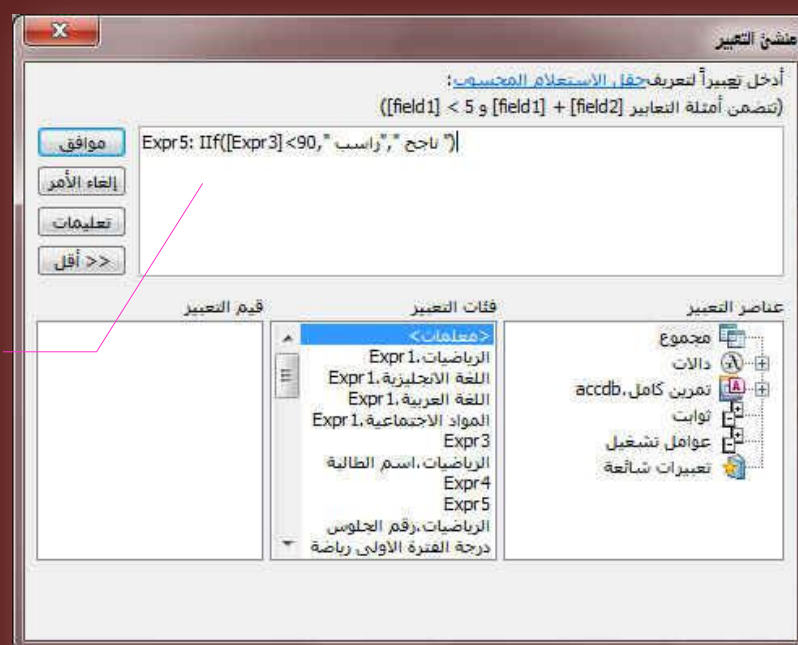 منشئ التعبير
أدخل تعبيراً لتعريف حقل الاستعلام المحسوب:
(تتضمن أمثلة التعابير [field1] + [field2] و [field1] < 5)
Expr5: IIf([Expr3]<90," راسب "," ناجح ")
موافق
إلغاء الأمر
تعليمات
<< أقل
عناصر التعبير
مجموع
دالات
تمرين كامل.accdb
ثوابت
عوامل تشغيل
تعبيرات شائعة
فئات التعبير
<معلمات>
الرياضيات.Expr1
اللغة الانجليزية.Expr1
اللغة العربية.Expr1
المواد الاجتماعية.Expr1
Expr3
الرياضيات.اسم الطالبة
Expr4
Expr5
الرياضيات.رقم الجلوس
درجة الفترة الاولى رياضة
قيم التعبير